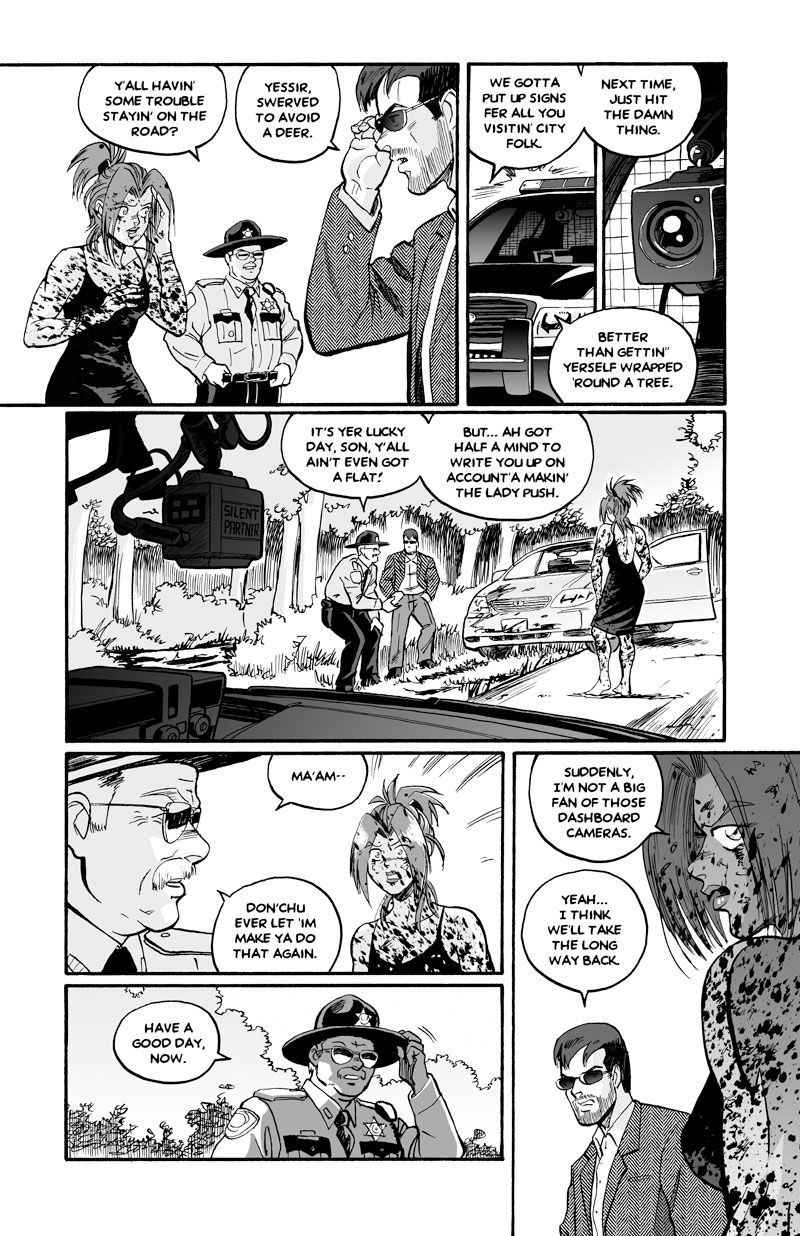 Y'ALL HAVIN'
SOME TROUBLE
STAYIN' ON THE
ROAD?
YESSIR,
SWERVED TO
AVOID
A DEER.
WE GOTTA
PUT UP SIGNS
FER ALL YOU
VISITIN' CITY
FOLK.
NEXT TIME,
JUST HIT
THE DAMN
THING.
BETTER
THAN GETTIN''
YERSELF WRAPPED
'ROUND A TREE.
IT'S YER LUCKY
DAY, SON, Y'ALL
AIN'T EVEN GOT
A FLAT!
BUT... AH GOT
HALF A MIND TO
WRITE YOU UP ON
ACCOUNT'A MAKIN'
THE LADY PUSH.
SILENT
PARTNER
MA'AM--
DON'CHU
EVER LET 'IM
MAKE YA DO
THAT AGAIN.
HAVE A
GOOD DAY,
NOW.
SUDDENLY,
I'M NOT A BIG
FAN OF THOSE
DASHBOARD
CAMERAS.
YEAH...
I THINK
WE'LL TAKE
THE LONG
WAY BACK.